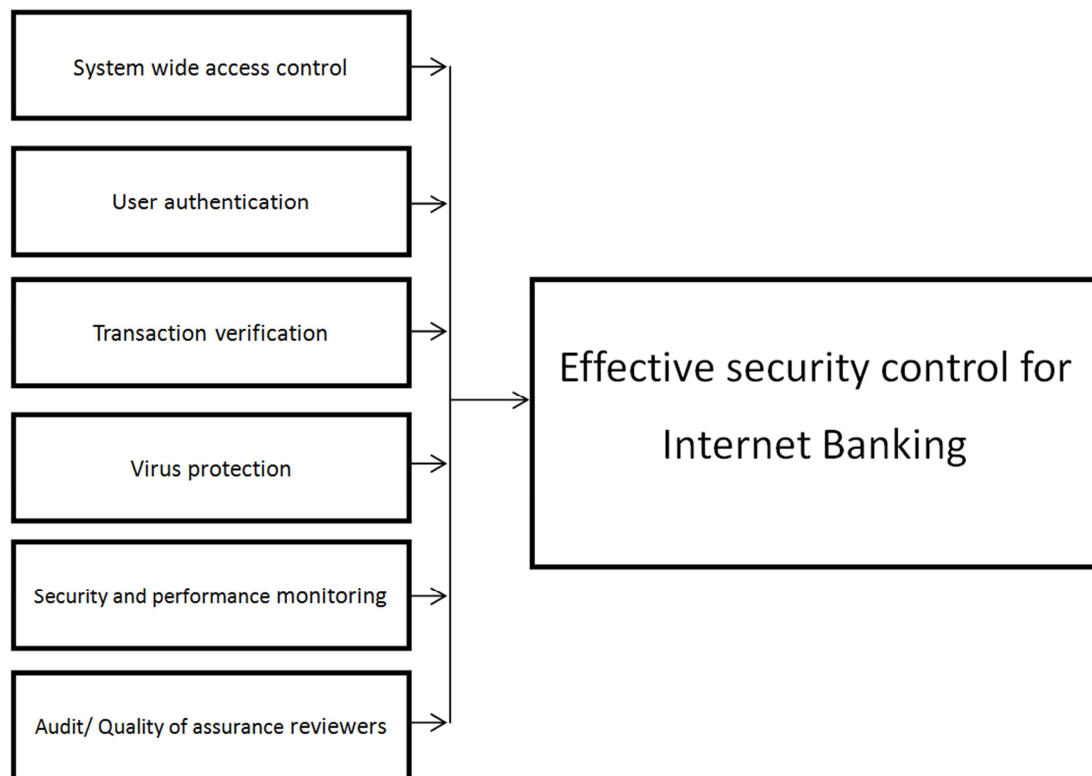 System wide access control
User authentication
Transaction verification
Virus protection
Security and performance monitoring
Audit/ Quality of assurance reviewers
Effective security control for
Internet Banking